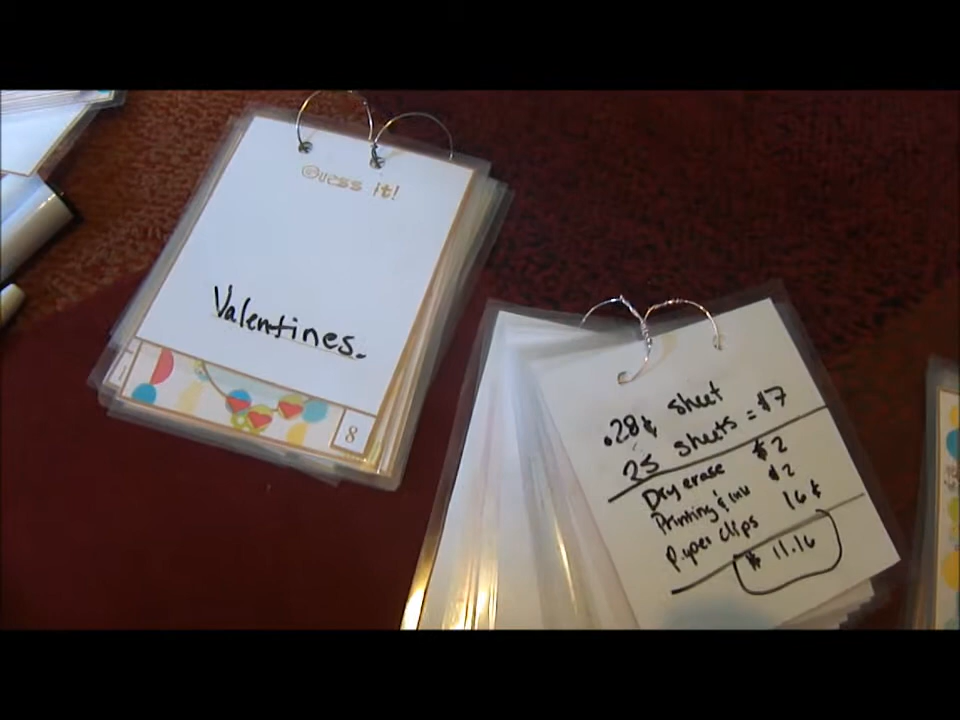 Guess it!
Valentines.
8
.28¢ sheet
25 sheets = $7
Dry erase $2
Printing & ink $2
Paper clips 16¢
$ 11.16